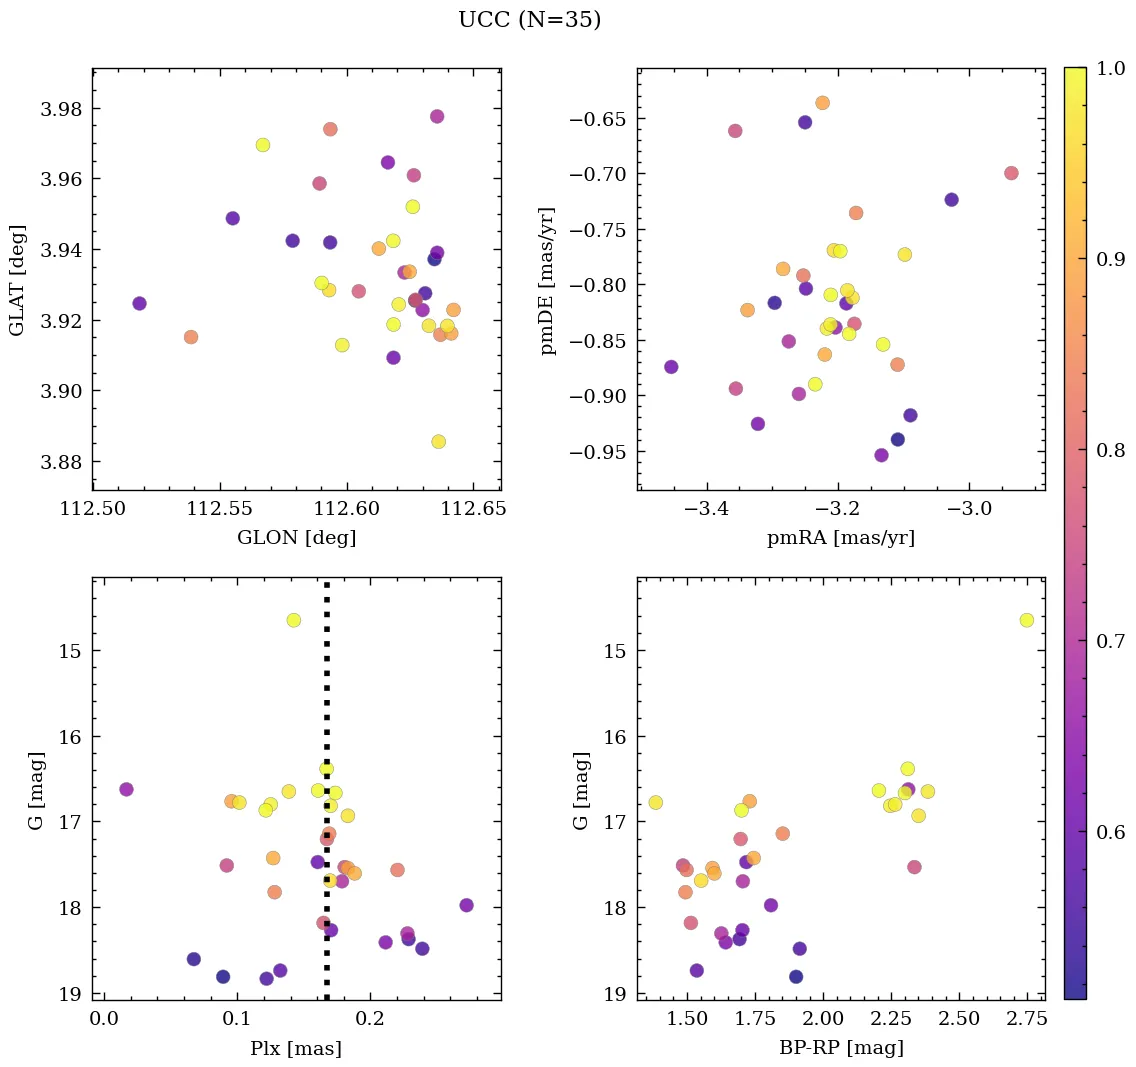 UCC (N=35)
3.98
3.96
3.94
3.92
3.90
3.88
GLAT [deg]
112.50 112.55 112.60 112.65
GLON [deg]
−0.65
−0.70
−0.75
−0.80
−0.85
−0.90
−0.95
pmDE [mas/yr]
−3.4 −3.2 −3.0
pmRA [mas/yr]
1.0
0.9
0.8
0.7
0.6
15
16
17
18
19
G [mag]
0.0 0.1 0.2
Plx [mas]
15
16
17
18
19
G [mag]
1.50 1.75 2.00 2.25 2.50 2.75
BP-RP [mag]